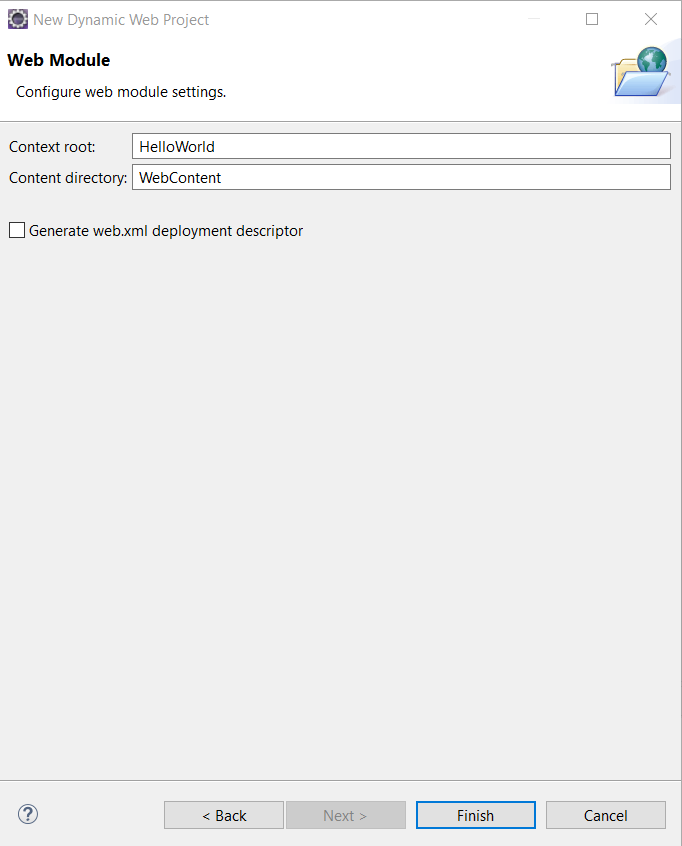 New Dynamic Web Project
Web Module
Configure web module settings.
Context root: HelloWorld
Content directory: WebContent
Generate web.xml deployment descriptor
? < Back Next > Finish Cancel